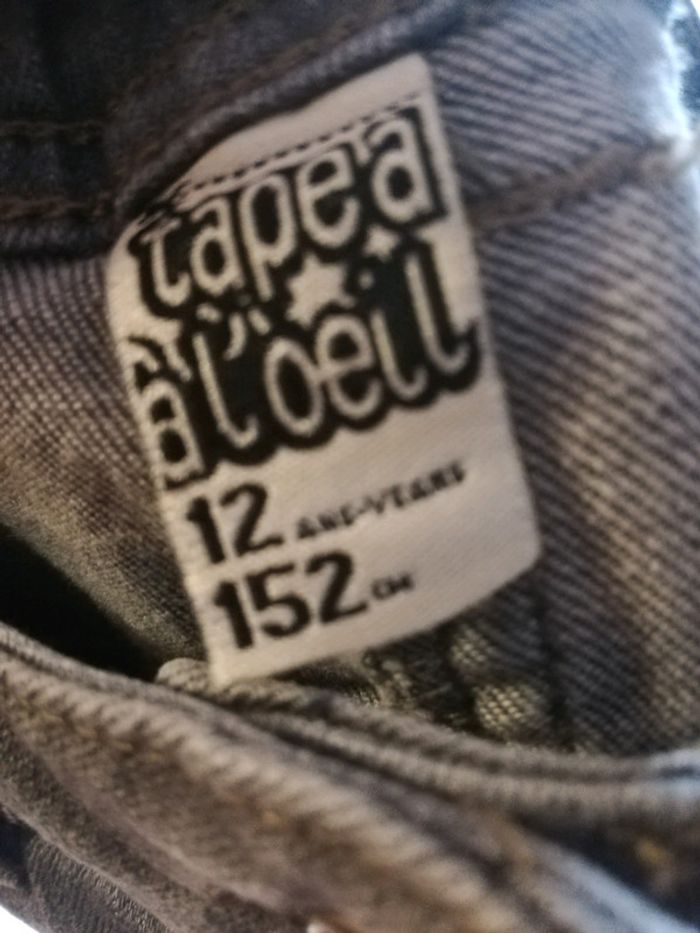 tape a
à l'oeil
12 ANS-YEARS
152 CM